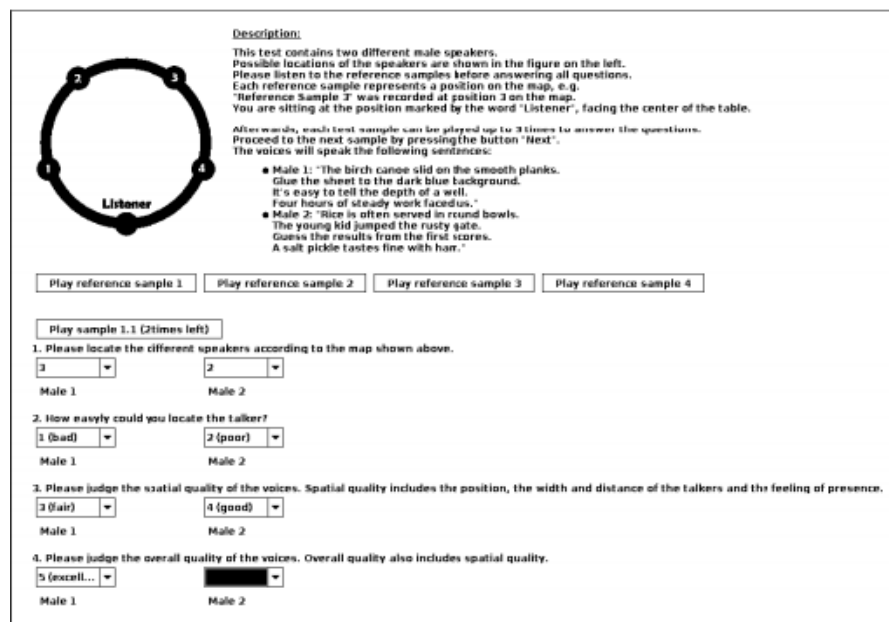 Description:
This test contains two different male speakers.
Possible locations of the speakers are shown in the figure on the left.
Please listen to the reference samples before answering all questions.
Each reference sample represents a position on the map, e.g.
"Reference Sample 3" was recorded at position 3 on the map.
You are sitting at the position marked by the word "Listener", facing the center of the table.
Afterwards, each test sample can be played up to 3 times to answer the questions.
Proceed to the next sample by pressing the button "Next".
The voices will speak the following sentences:
● Male 1: "The birch canoe slid on the smooth planks.
Glue the sheet to the dark blue background.
It's easy to tell the depth of a well.
Four hours of steady work faced us."
● Male 2: "Rice is often served in round bowls.
The young kid jumped the rusty gate.
Guess the results from the first scores.
A salt pickle tastes fine with ham."
2 3
1 4
Listener
Play reference sample 1 Play reference sample 2 Play reference sample 3 Play reference sample 4
Play sample 1.1 (2times left)
1. Please locate the different speakers according to the map shown above.
3 2
Male 1 Male 2
2. How easyly could you locate the talker?
1 (bad) 2 (poor)
Male 1 Male 2
3. Please judge the spatial quality of the voices. Spatial quality includes the position, the width and distance of the talkers and the feeling of presence.
3 (fair) 4 (good)
Male 1 Male 2
4. Please judge the overall quality of the voices. Overall quality also includes spatial quality.
5 (excell...
Male 1 Male 2